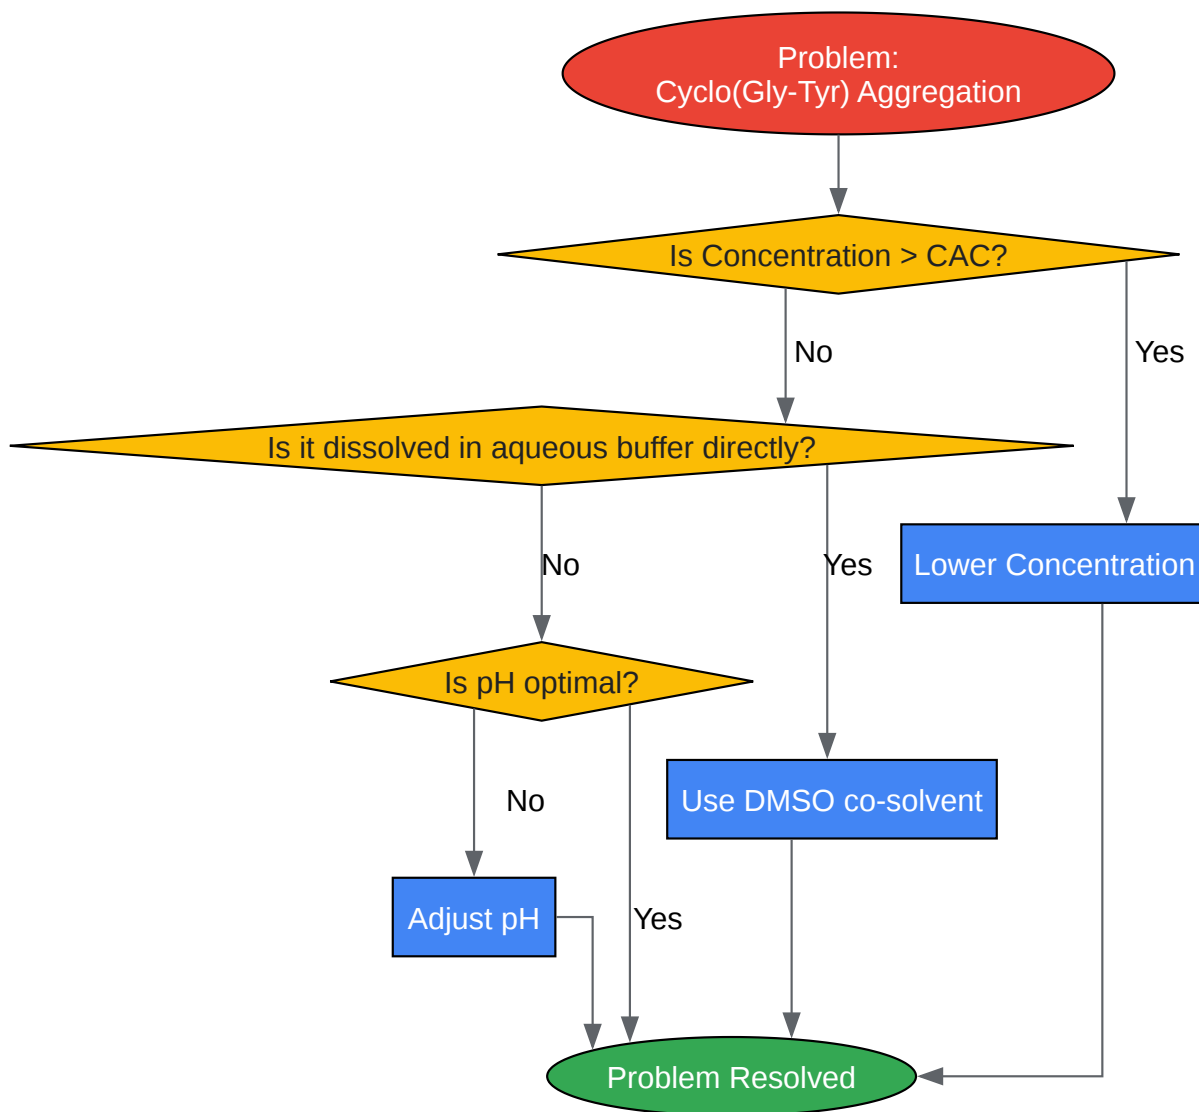 Problem:
Cyclo(Gly-Tyr) Aggregation
Is Concentration > CAC?
No
Yes
Is it dissolved in aqueous buffer directly?
No
Yes
Lower Concentration
Is pH optimal?
No
Use DMSO co-solvent
Adjust pH
Yes
Problem Resolved